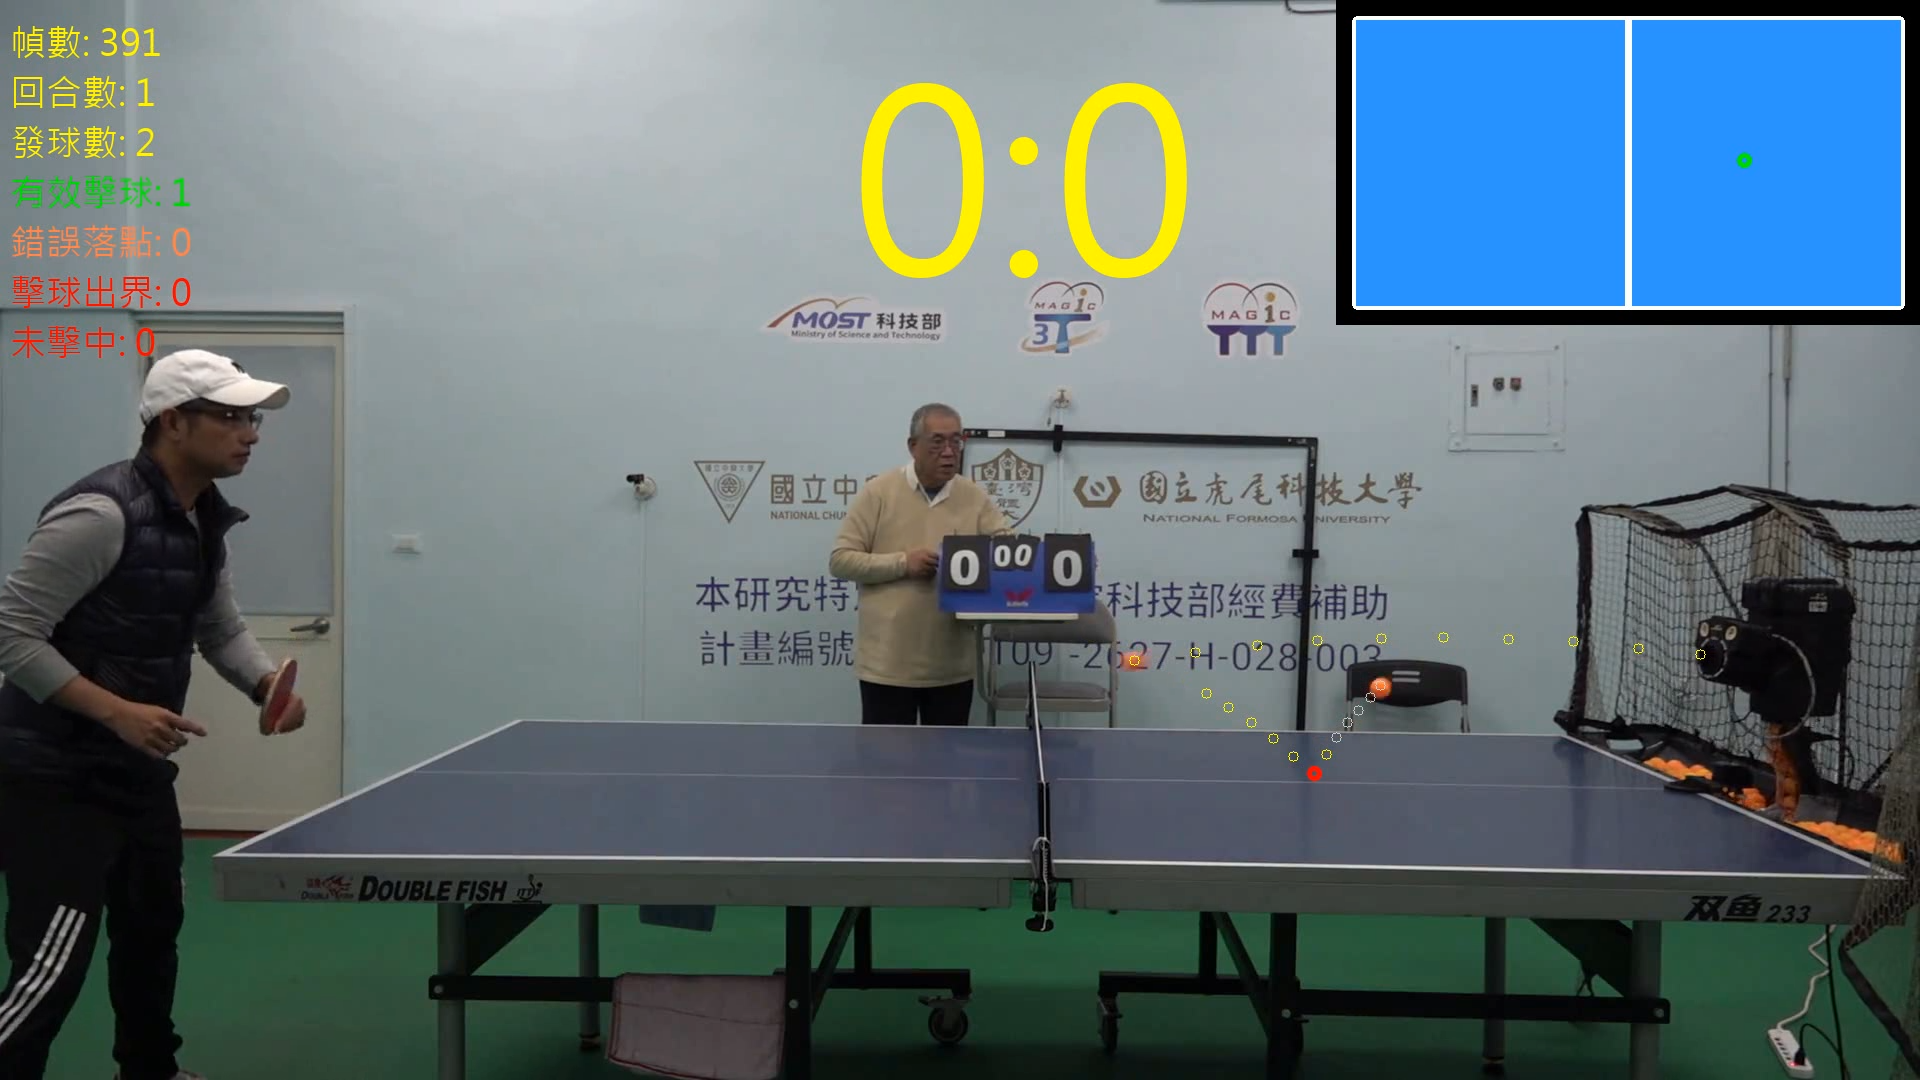 幀數: 391
回合數: 1
發球數: 2
有效擊球: 1
錯誤落點: 0
擊球出界: 0
未擊中: 0
0:0
MOST 科技部
Ministry of Science and Technology
MAGIC
3T
MAGIC
TTT
國立中
NATIONAL CHU
臺灣
體大
國立虎尾科技大學
NATIONAL FORMOSA UNIVERSITY
0 00 0
本研究特
科技部經費補助
計畫編號
109 -2627-H-028-003
DOUBLE FISH
双鱼 233